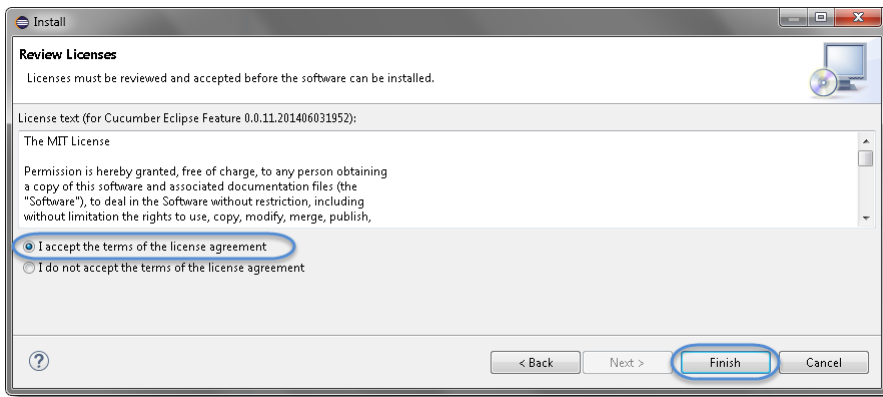 Install
Review Licenses
Licenses must be reviewed and accepted before the software can be installed.
License text (for Cucumber Eclipse Feature 0.0.11.201406031952):
The MIT License
Permission is hereby granted, free of charge, to any person obtaining
a copy of this software and associated documentation files (the
"Software"), to deal in the Software without restriction, including
without limitation the rights to use, copy, modify, merge, publish,
I accept the terms of the license agreement
I do not accept the terms of the license agreement
? < Back Next > Finish Cancel